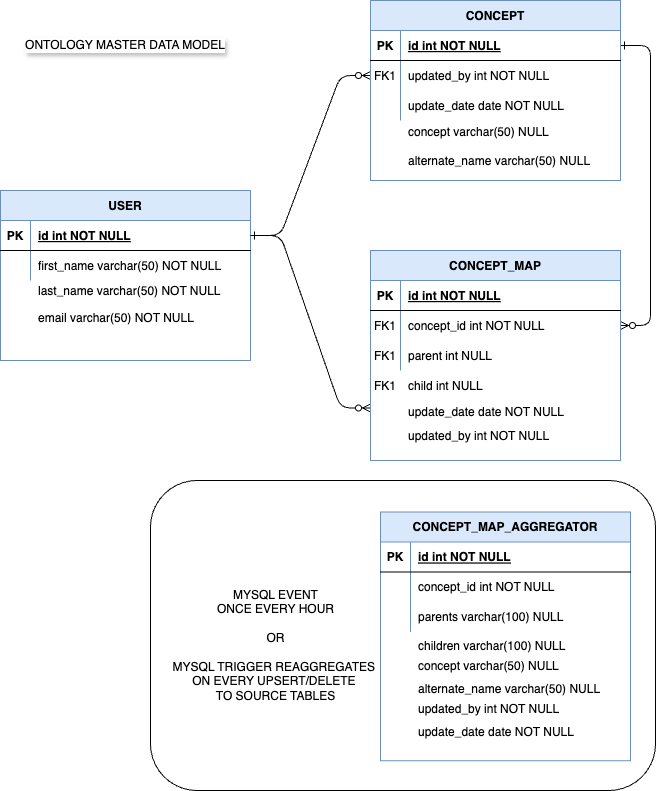 CONCEPT
ONTOLOGY MASTER DATA MODEL
PK id int NOT NULL
FK1 updated_by int NOT NULL
update_date date NOT NULL
concept varchar(50) NULL
alternate_name varchar(50) NULL
USER
PK id int NOT NULL
first_name varchar(50) NOT NULL
last_name varchar(50) NOT NULL
email varchar(50) NOT NULL
CONCEPT_MAP
PK id int NOT NULL
FK1 concept_id int NOT NULL
FK1 parent int NULL
FK1 child int NULL
update_date date NOT NULL
updated_by int NOT NULL
MYSQL EVENT
ONCE EVERY HOUR
OR
MYSQL TRIGGER REAGGREGATES
ON EVERY UPSERT/DELETE
TO SOURCE TABLES
CONCEPT_MAP_AGGREGATOR
PK id int NOT NULL
concept_id int NOT NULL
parents varchar(100) NULL
children varchar(100) NULL
concept varchar(50) NULL
alternate_name varchar(50) NULL
updated_by int NOT NULL
update_date date NOT NULL